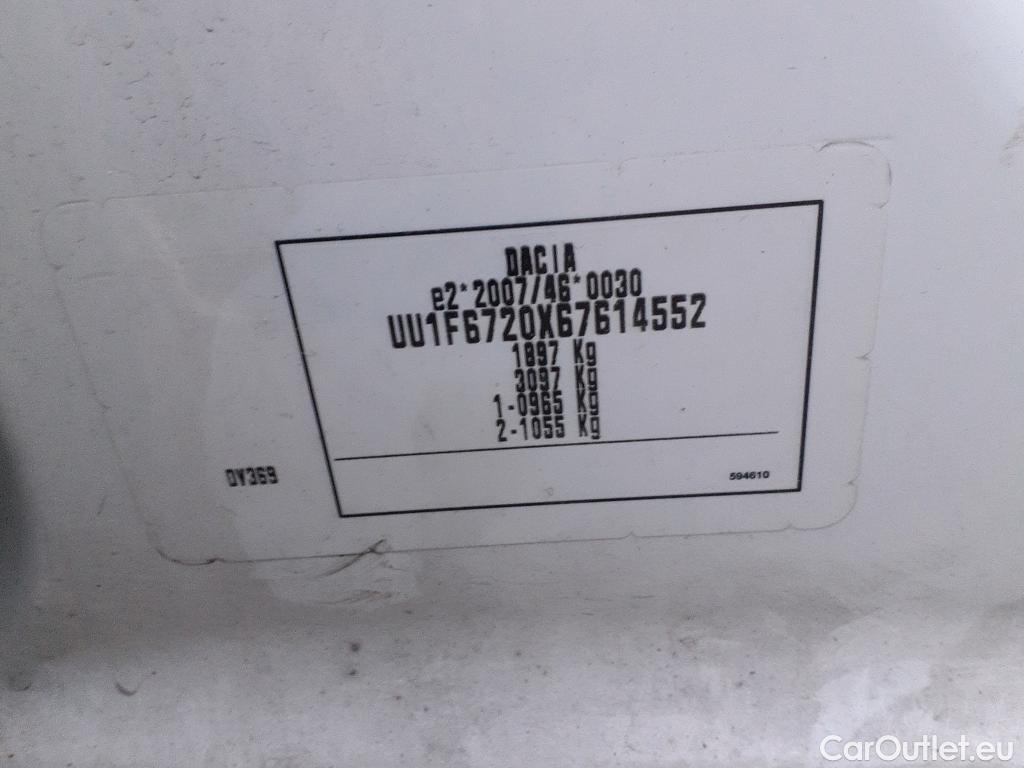 DACIA
e2*2007/46*0030
UU1F6720X67614552
1897 Kg
3097 Kg
1-0965 Kg
2-1055 Kg
DV369
594610
CarOutlet.eu